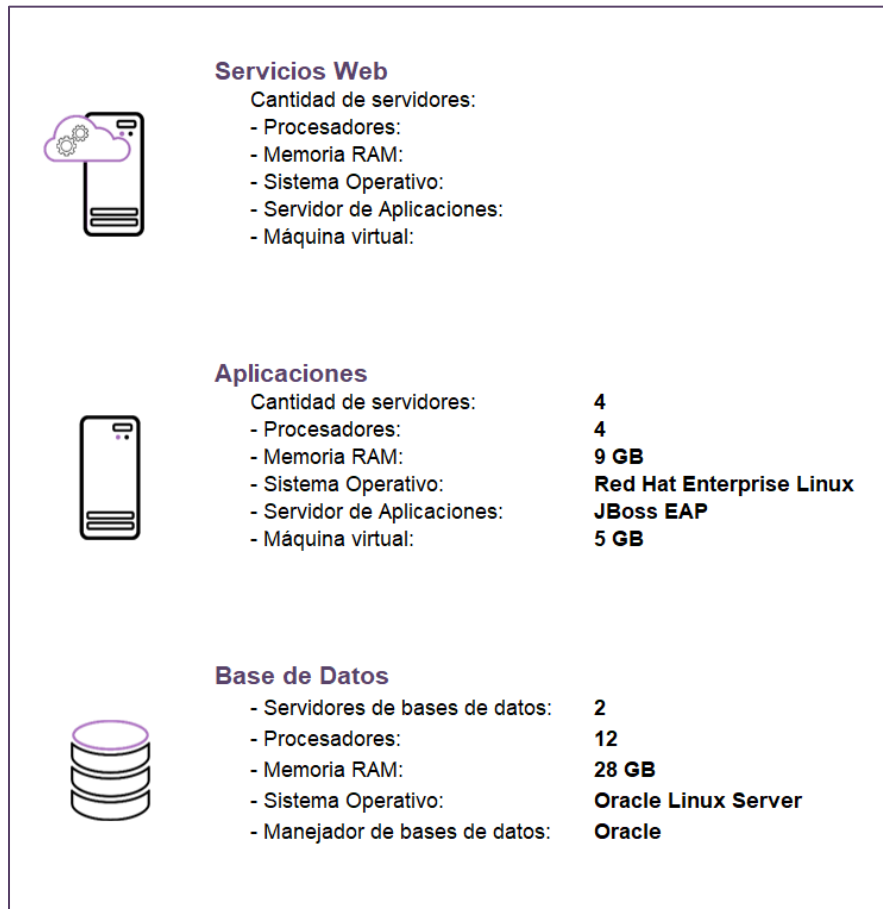 Servicios Web
Cantidad de servidores:
- Procesadores:
- Memoria RAM:
- Sistema Operativo:
- Servidor de Aplicaciones:
- Máquina virtual:
Aplicaciones
Cantidad de servidores: 4
- Procesadores: 4
- Memoria RAM: 9 GB
- Sistema Operativo: Red Hat Enterprise Linux
- Servidor de Aplicaciones: JBoss EAP
- Máquina virtual: 5 GB
Base de Datos
- Servidores de bases de datos: 2
- Procesadores: 12
- Memoria RAM: 28 GB
- Sistema Operativo: Oracle Linux Server
- Manejador de bases de datos: Oracle